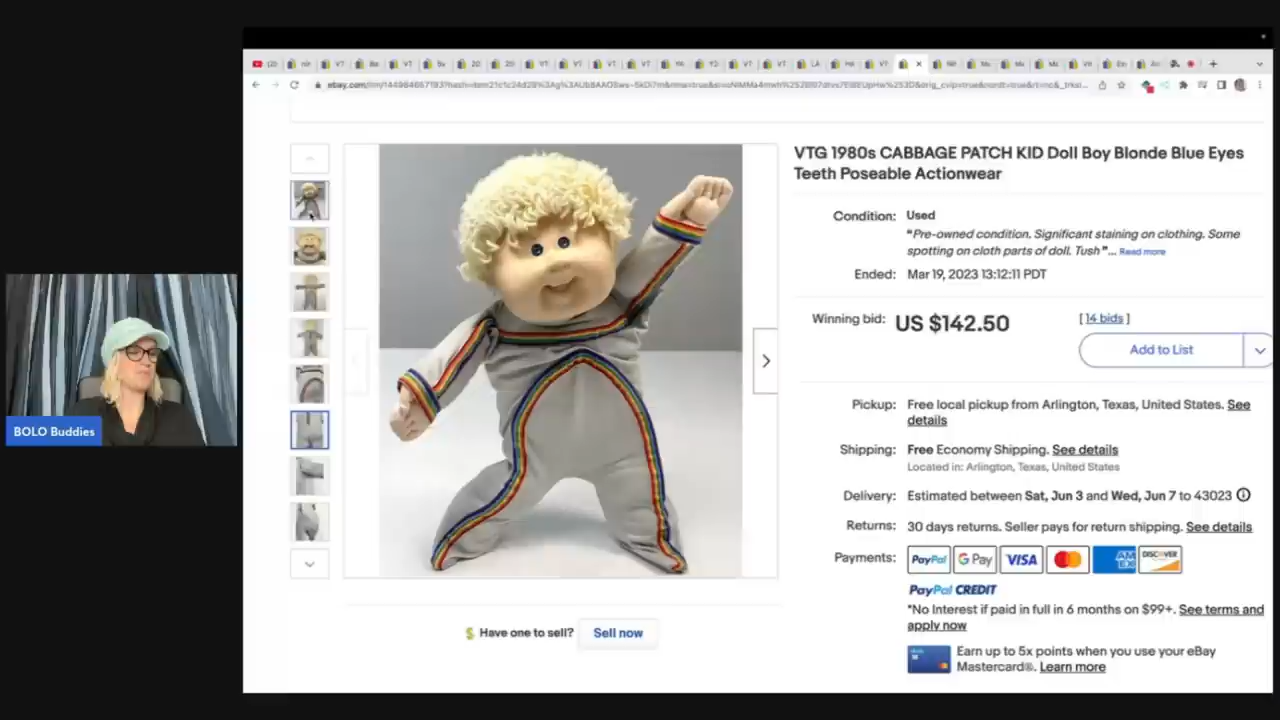 VTG 1980s CABBAGE PATCH KID Doll Boy Blonde Blue Eyes
Teeth Poseable Actionwear
Condition: Used
"Pre-owned condition. Significant staining on clothing. Some
spotting on cloth parts of doll. Tush"... Read more
Ended: Mar 19, 2023 13:12:11 PDT
Winning bid: US $142.50 [ 14 bids ]
Add to List
Pickup: Free local pickup from Arlington, Texas, United States. See
details
Shipping: Free Economy Shipping. See details
Located in: Arlington, Texas, United States
BOLO Buddies
Delivery: Estimated between Sat, Jun 3 and Wed, Jun 7 to 43023
Returns: 30 days returns. Seller pays for return shipping. See details
Payments: PayPal G Pay VISA AM EX DISCOVER
PayPal CREDIT
*No Interest if paid in full in 6 months on $99+. See terms and
apply now
Have one to sell? Sell now
Earn up to 5x points when you use your eBay
Mastercard®. Learn more